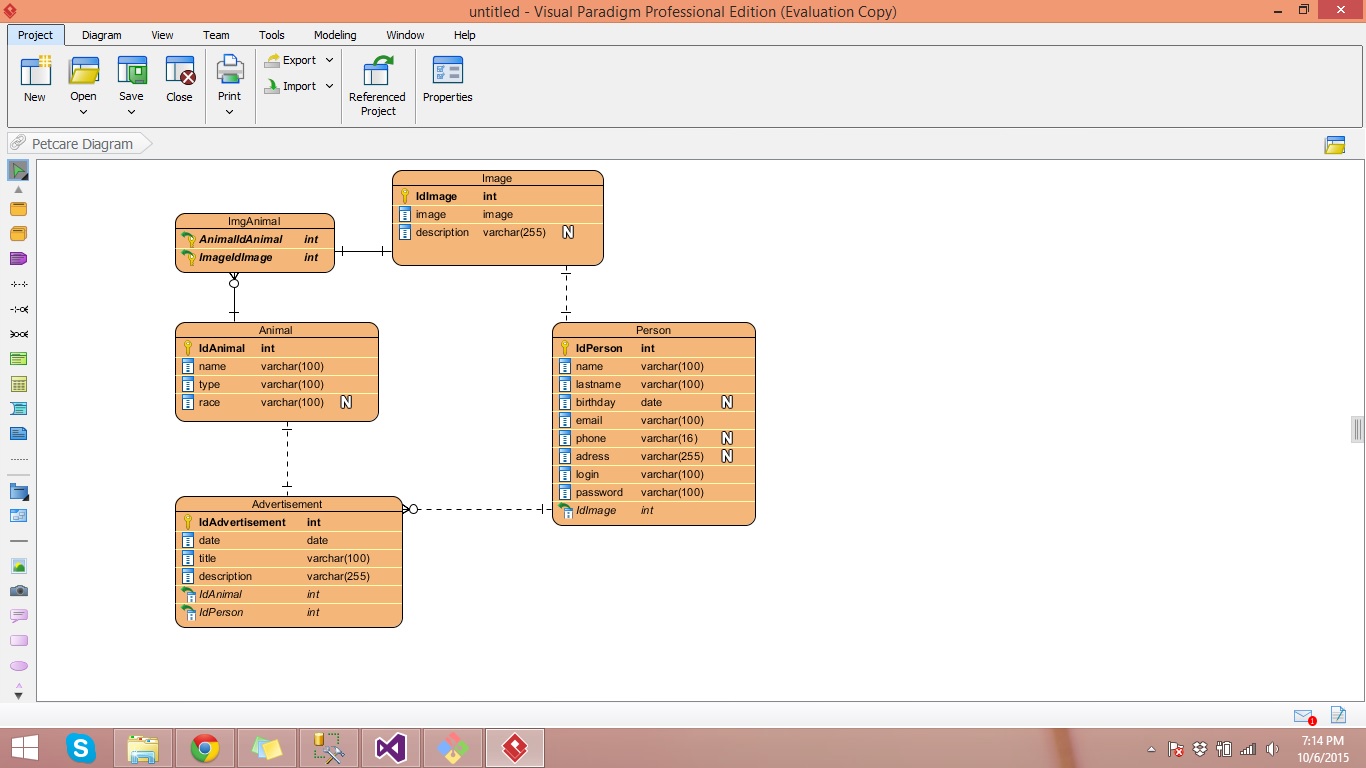 untitled - Visual Paradigm Professional Edition (Evaluation Copy)
Project Diagram View Team Tools Modeling Window Help
New Open Save Close Print Export Import Referenced Project Properties
Petcare Diagram
Image
IdImage int
image image
description varchar(255) N
ImgAnimal
AnimalIdAnimal int
ImageIdImage int
Animal
IdAnimal int
name varchar(100)
type varchar(100)
race varchar(100) N
Person
IdPerson int
name varchar(100)
lastname varchar(100)
birthday date N
email varchar(100)
phone varchar(16) N
adress varchar(255) N
login varchar(100)
password varchar(100)
IdImage int
Advertisement
IdAdvertisement int
date date
title varchar(100)
description varchar(255)
IdAnimal int
IdPerson int
1
7:14 PM
10/6/2015